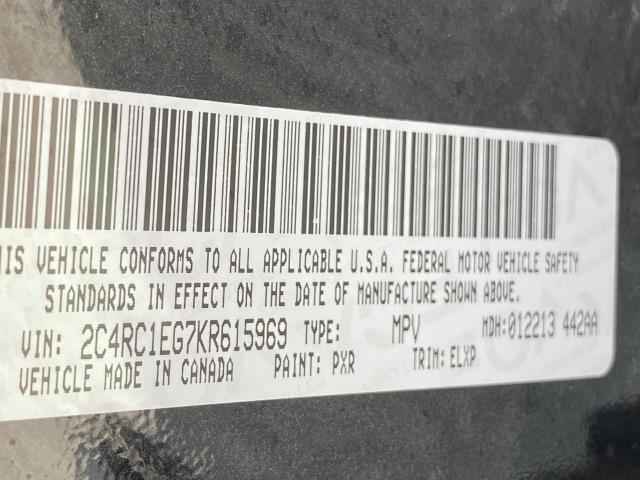 IS VEHICLE CONFORMS TO ALL APPLICABLE U.S.A. FEDERAL MOTOR VEHICLE SAFETY
STANDARDS IN EFFECT ON THE DATE OF MANUFACTURE SHOWN ABOVE.
VIN: 2C4RC1EG7KR615969 TYPE: MPV MDH:012213 442AA
VEHICLE MADE IN CANADA PAINT: PXR TRIM:ELXP